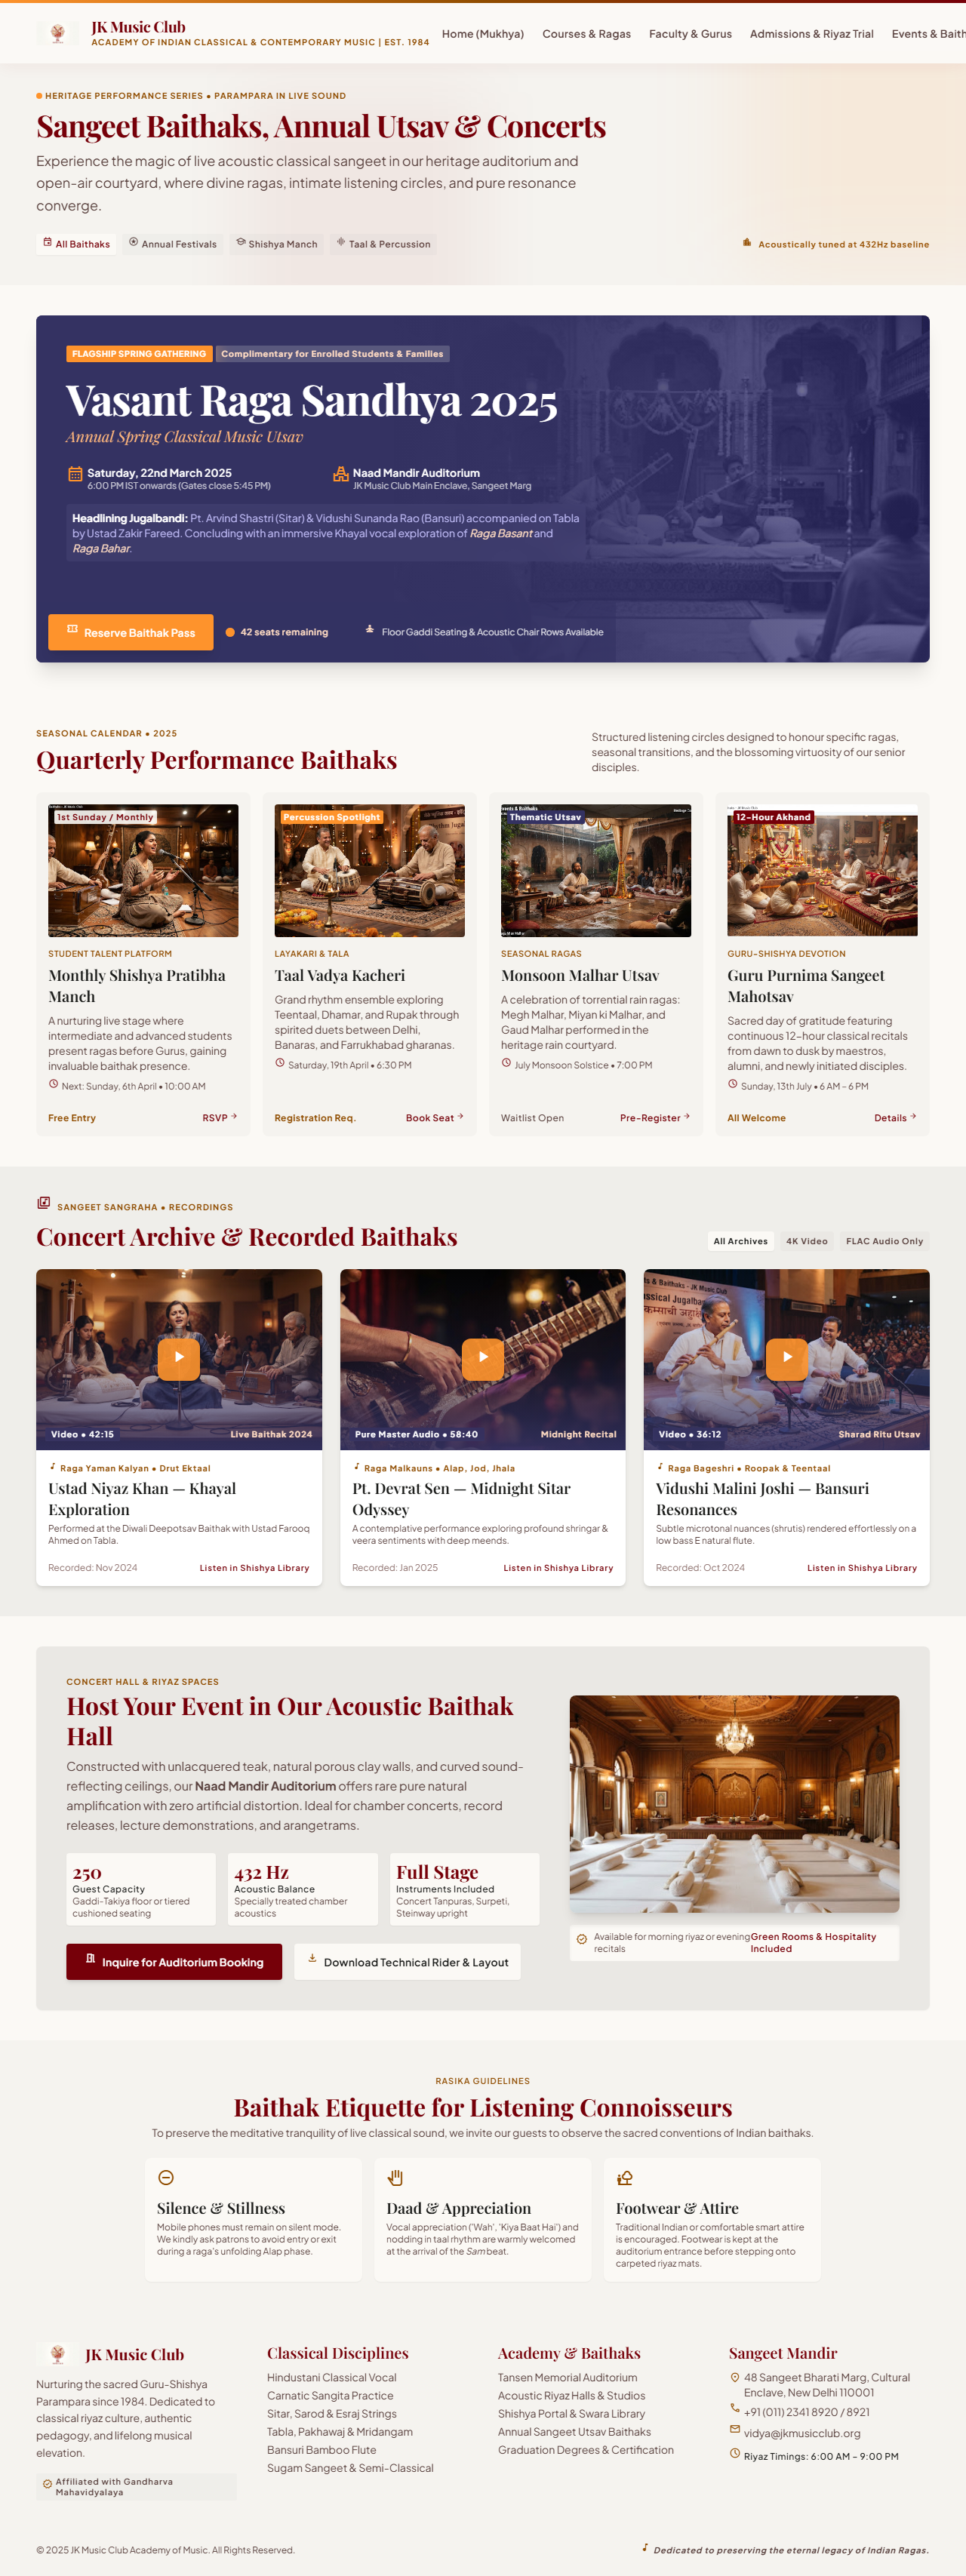 JK Music Club
ACADEMY OF INDIAN CLASSICAL & CONTEMPORARY MUSIC | EST. 1984
Home (Mukhya)
Courses & Ragas
Faculty & Gurus
Admissions & Riyaz Trial
Events & Baith
HERITAGE PERFORMANCE SERIES • PARAMPARA IN LIVE SOUND
Sangeet Baithaks, Annual Utsav & Concerts
Experience the magic of live acoustic classical sangeet in our heritage auditorium and
open-air courtyard, where divine ragas, intimate listening circles, and pure resonance
converge.
All Baithaks
Annual Festivals
Shishya Manch
Taal & Percussion
Acoustically tuned at 432Hz baseline
FLAGSHIP SPRING GATHERING
Complimentary for Enrolled Students & Families
Vasant Raga Sandhya 2025
Annual Spring Classical Music Utsav
Saturday, 22nd March 2025
6:00 PM IST onwards (Gates close 5:45 PM)
Naad Mandir Auditorium
JK Music Club Main Enclave, Sangeet Marg
Headlining Jugalbandi: Pt. Arvind Shastri (Sitar) & Vidushi Sunanda Rao (Bansuri) accompanied on Tabla
by Ustad Zakir Fareed. Concluding with an immersive Khayal vocal exploration of Raga Basant and
Raga Bahar.
Reserve Baithak Pass
42 seats remaining
Floor Gaddi Seating & Acoustic Chair Rows Available
SEASONAL CALENDAR • 2025
Quarterly Performance Baithaks
Structured listening circles designed to honour specific ragas,
seasonal transitions, and the blossoming virtuosity of our senior
disciples.
1st Sunday / Monthly
STUDENT TALENT PLATFORM
Monthly Shishya Pratibha
Manch
A nurturing live stage where
intermediate and advanced students
present ragas before Gurus, gaining
invaluable baithak presence.
Next: Sunday, 6th April • 10:00 AM
Free Entry
RSVP →
Percussion Spotlight
LAYAKARI & TALA
Taal Vadya Kacheri
Grand rhythm ensemble exploring
Teentaal, Dhamar, and Rupak through
spirited duets between Delhi,
Banaras, and Farrukhabad gharanas.
Saturday, 19th April • 6:30 PM
Registration Req.
Book Seat →
Thematic Utsav
SEASONAL RAGAS
Monsoon Malhar Utsav
A celebration of torrential rain ragas:
Megh Malhar, Miyan ki Malhar, and
Gaud Malhar performed in the
heritage rain courtyard.
July Monsoon Solstice • 7:00 PM
Waitlist Open
Pre-Register →
12-Hour Akhand
GURU-SHISHYA DEVOTION
Guru Purnima Sangeet
Mahotsav
Sacred day of gratitude featuring
continuous 12-hour classical recitals
from dawn to dusk by maestros,
alumni, and newly initiated disciples.
Sunday, 13th July • 6 AM – 6 PM
All Welcome
Details →
SANGEET SANGRAHA • RECORDINGS
Concert Archive & Recorded Baithaks
All Archives
4K Video
FLAC Audio Only
Video • 42:15
Live Baithak 2024
Raga Yaman Kalyan • Drut Ektaal
Ustad Niyaz Khan — Khayal
Exploration
Performed at the Diwali Deepotsav Baithak with Ustad Farooq
Ahmed on Tabla.
Recorded: Nov 2024
Listen in Shishya Library
Pure Master Audio • 58:40
Midnight Recital
Raga Malkauns • Alap, Jod, Jhala
Pt. Devrat Sen — Midnight Sitar
Odyssey
A contemplative performance exploring profound shringar &
veera sentiments with deep meends.
Recorded: Jan 2025
Listen in Shishya Library
Video • 36:12
Sharad Ritu Utsav
Raga Bageshri • Roopak & Teentaal
Vidushi Malini Joshi — Bansuri
Resonances
Subtle microtonal nuances (shrutis) rendered effortlessly on a
low bass E natural flute.
Recorded: Oct 2024
Listen in Shishya Library
CONCERT HALL & RIYAZ SPACES
Host Your Event in Our Acoustic Baithak
Hall
Constructed with unlacquered teak, natural porous clay walls, and curved sound-
reflecting ceilings, our Naad Mandir Auditorium offers rare pure natural
amplification with zero artificial distortion. Ideal for chamber concerts, record
releases, lecture demonstrations, and arangetrams.
250
Guest Capacity
Gaddi-Takiya floor or tiered
cushioned seating
432 Hz
Acoustic Balance
Specially treated chamber
acoustics
Full Stage
Instruments Included
Concert Tanpuras, Surpeti,
Steinway upright
Inquire for Auditorium Booking
Download Technical Rider & Layout
Available for morning riyaz or evening
recitals
Green Rooms & Hospitality
Included
RASIKA GUIDELINES
Baithak Etiquette for Listening Connoisseurs
To preserve the meditative tranquility of live classical sound, we invite our guests to observe the sacred conventions of Indian baithaks.
Silence & Stillness
Mobile phones must remain on silent mode.
We kindly ask patrons to avoid entry or exit
during a raga's unfolding Alap phase.
Daad & Appreciation
Vocal appreciation ('Wah', 'Kiya Baat Hai') and
nodding in taal rhythm are warmly welcomed
at the arrival of the Sam beat.
Footwear & Attire
Traditional Indian or comfortable smart attire
is encouraged. Footwear is kept at the
auditorium entrance before stepping onto
carpeted riyaz mats.
JK Music Club
Nurturing the sacred Guru-Shishya
Parampara since 1984. Dedicated to
classical riyaz culture, authentic
pedagogy, and lifelong musical
elevation.
Affiliated with Gandharva
Mahavidyalaya
Classical Disciplines
Hindustani Classical Vocal
Carnatic Sangita Practice
Sitar, Sarod & Esraj Strings
Tabla, Pakhawaj & Mridangam
Bansuri Bamboo Flute
Sugam Sangeet & Semi-Classical
Academy & Baithaks
Tansen Memorial Auditorium
Acoustic Riyaz Halls & Studios
Shishya Portal & Swara Library
Annual Sangeet Utsav Baithaks
Graduation Degrees & Certification
Sangeet Mandir
48 Sangeet Bharati Marg, Cultural
Enclave, New Delhi 110001
+91 (011) 2341 8920 / 8921
vidya@jkmusicclub.org
Riyaz Timings: 6:00 AM – 9:00 PM
© 2025 JK Music Club Academy of Music. All Rights Reserved.
Dedicated to preserving the eternal legacy of Indian Ragas.